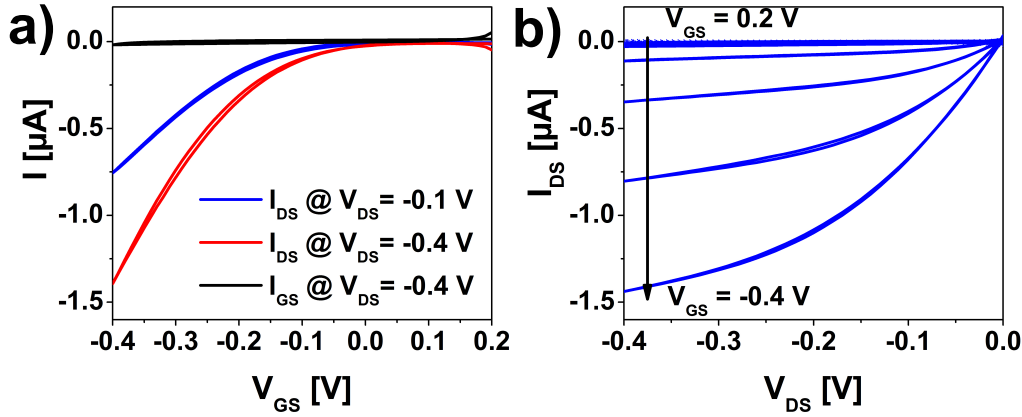 a)
I [µA]
0.0
-0.5
-1.0
-1.5
I_DS @ V_DS= -0.1 V
I_DS @ V_DS= -0.4 V
I_GS @ V_DS= -0.4 V
-0.4 -0.3 -0.2 -0.1 0.0 0.1 0.2
V_GS [V]
b)
I_DS [µA]
V_GS = 0.2 V
0.0
-0.5
-1.0
-1.5
V_GS = -0.4 V
-0.4 -0.3 -0.2 -0.1 0.0
V_DS [V]